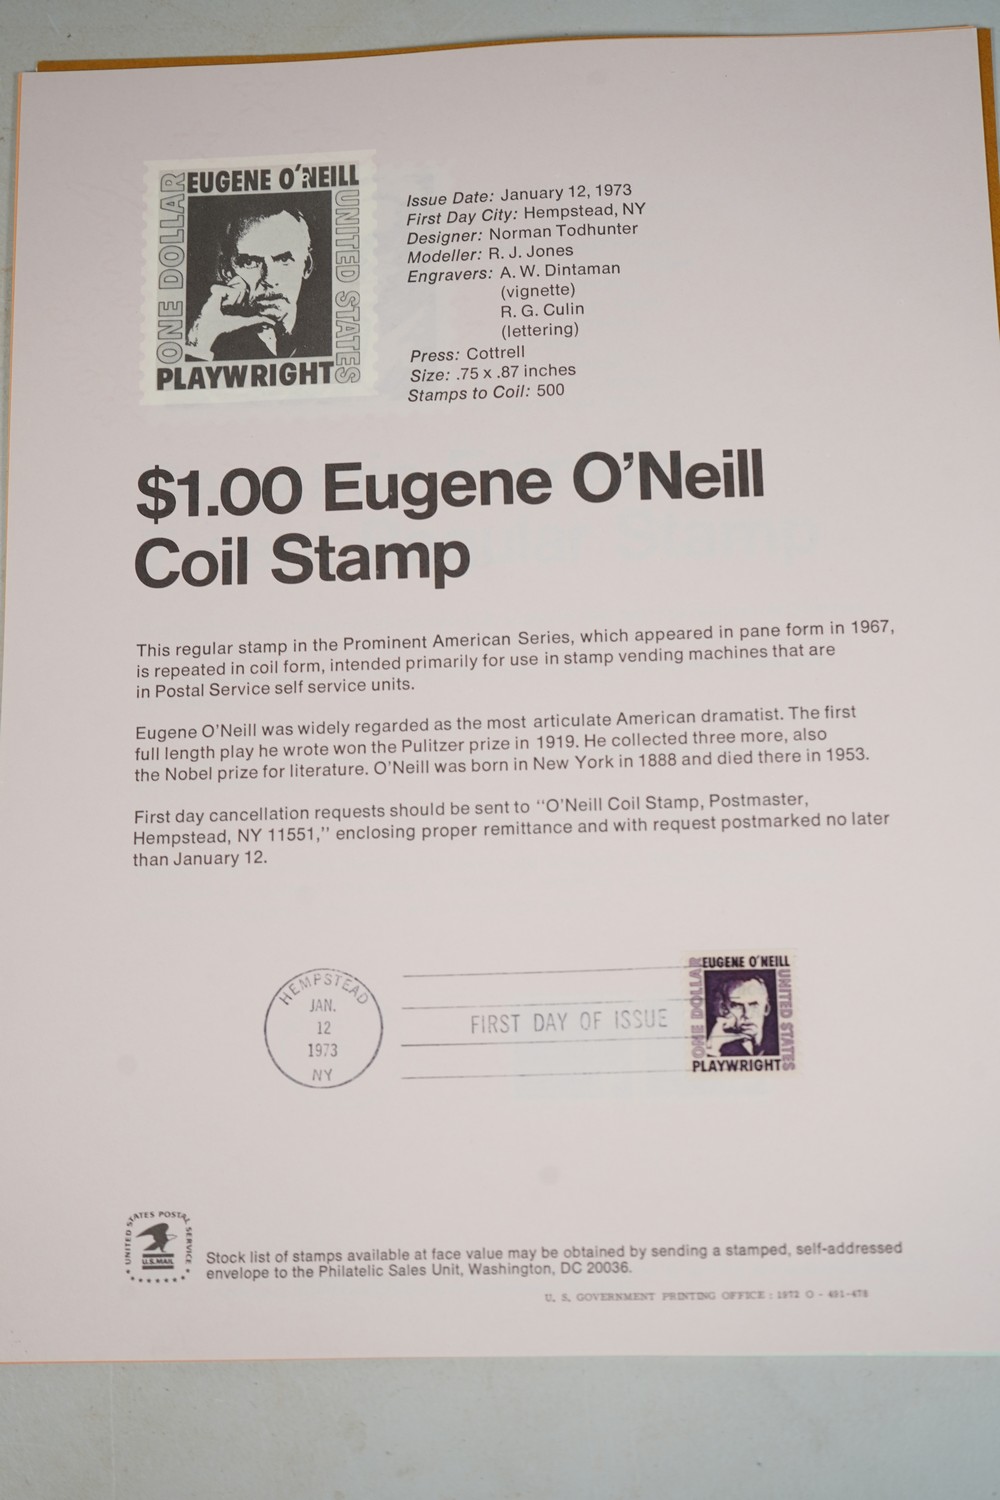 EUGENE O'NEILL
ONE DOLLAR
UNITED STATES
PLAYWRIGHT
Issue Date: January 12, 1973
First Day City: Hempstead, NY
Designer: Norman Todhunter
Modeller: R. J. Jones
Engravers: A. W. Dintaman
(vignette)
R. G. Culin
(lettering)
Press: Cottrell
Size: .75 x .87 inches
Stamps to Coil: 500
$1.00 Eugene O'Neill
Coil Stamp
This regular stamp in the Prominent American Series, which appeared in pane form in 1967,
is repeated in coil form, intended primarily for use in stamp vending machines that are
in Postal Service self service units.
Eugene O'Neill was widely regarded as the most articulate American dramatist. The first
full length play he wrote won the Pulitzer prize in 1919. He collected three more, also
the Nobel prize for literature. O'Neill was born in New York in 1888 and died there in 1953.
First day cancellation requests should be sent to "O'Neill Coil Stamp, Postmaster,
Hempstead, NY 11551," enclosing proper remittance and with request postmarked no later
than January 12.
HEMPSTEAD
JAN.
12
1973
NY
FIRST DAY OF ISSUE
EUGENE O'NEILL
ONE DOLLAR
UNITED STATES
PLAYWRIGHT
UNITED STATES POSTAL SERVICE
U.S.MAIL
Stock list of stamps available at face value may be obtained by sending a stamped, self-addressed
envelope to the Philatelic Sales Unit, Washington, DC 20036.
U. S. GOVERNMENT PRINTING OFFICE : 1972 O - 491-478